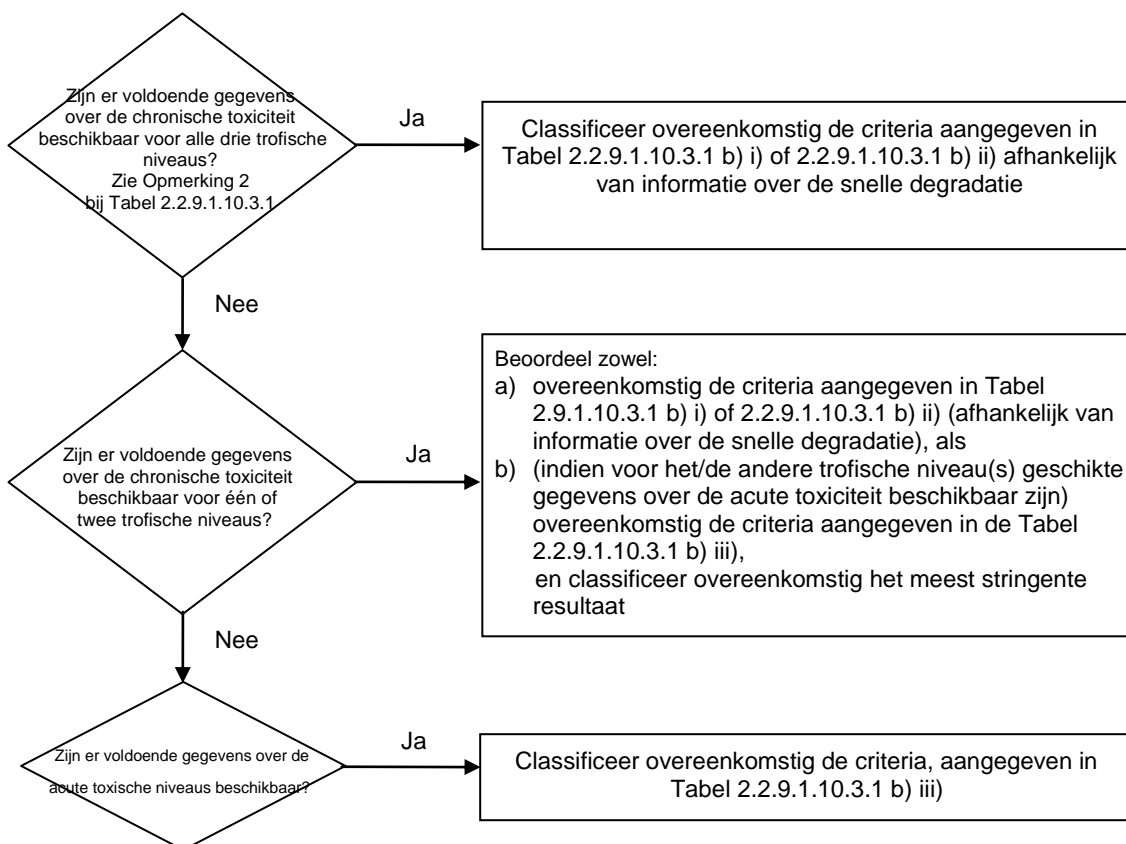 Zijn er voldoende gegevens
over de chronische toxiciteit
beschikbaar voor alle drie trofische
niveaus?
Zie Opmerking 2
bij Tabel 2.2.9.1.10.3.1
Ja
Classificeer overeenkomstig de criteria aangegeven in
Tabel 2.2.9.1.10.3.1 b) i) of 2.2.9.1.10.3.1 b) ii) afhankelijk
van informatie over de snelle degradatie
Nee
Zijn er voldoende gegevens
over de chronische toxiciteit
beschikbaar voor één of
twee trofische niveaus?
Ja
Beoordeel zowel:
a) overeenkomstig de criteria aangegeven in Tabel
2.9.1.10.3.1 b) i) of 2.2.9.1.10.3.1 b) ii) (afhankelijk van
informatie over de snelle degradatie), als
b) (indien voor het/de andere trofische niveau(s) geschikte
gegevens over de acute toxiciteit beschikbaar zijn)
overeenkomstig de criteria aangegeven in de Tabel
2.2.9.1.10.3.1 b) iii),
en classificeer overeenkomstig het meest stringente
resultaat
Nee
Zijn er voldoende gegevens over de
acute toxische niveaus beschikbaar?
Ja
Classificeer overeenkomstig de criteria, aangegeven in
Tabel 2.2.9.1.10.3.1 b) iii)